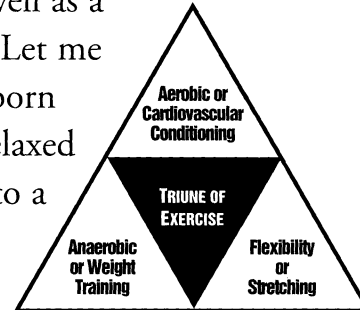 as a
Let me
born
elaxed
to a
Aerobic or
Cardiovascular
Conditioning
TRIUNE OF
EXERCISE
Anaerobic
or Weight
Training
Flexibility
or
Stretching